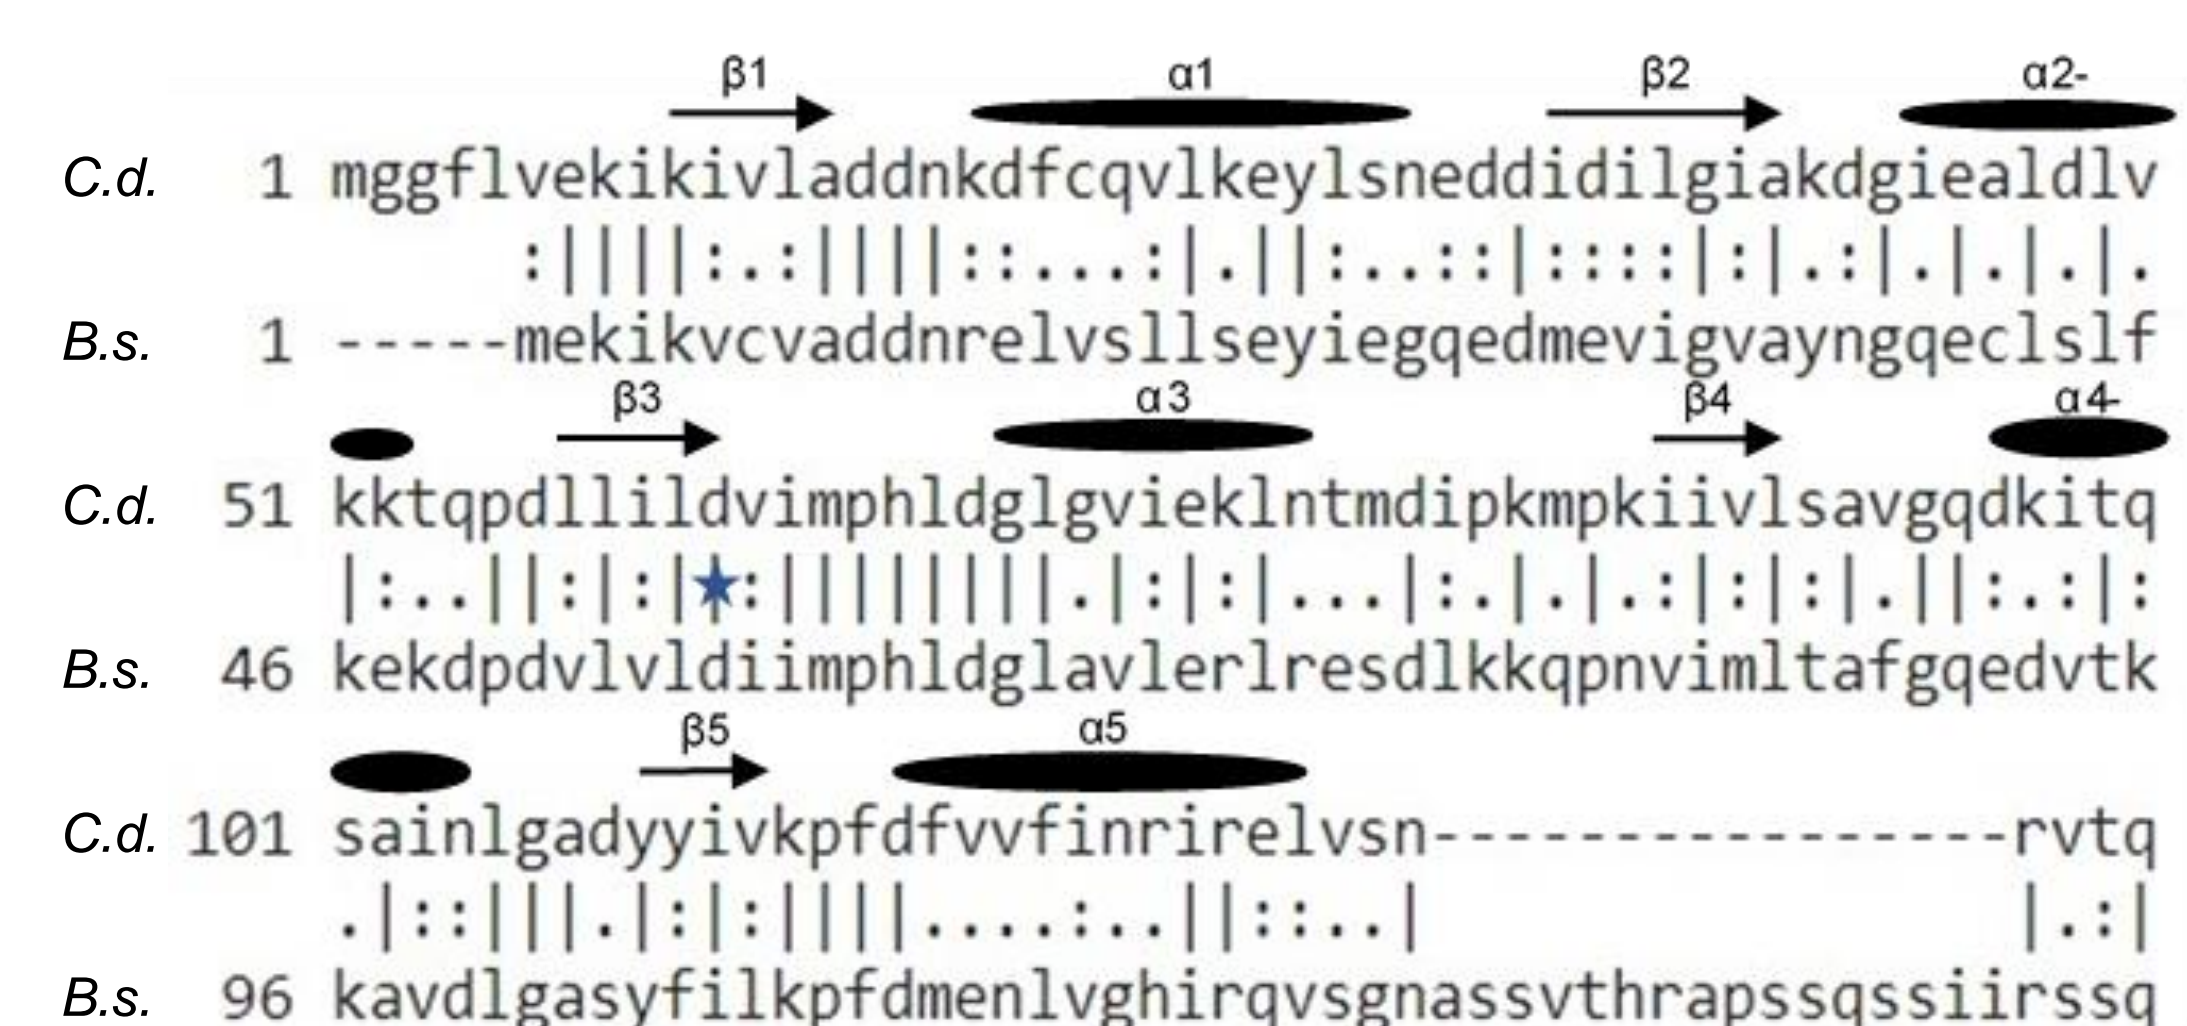 β1 α1 β2 α2-
C.d. 1 mggflvekikivladdnkdfcqvlkeylsneddidilgiakdgiealdlv
:||||:.:||||::...:|.||:..::|::::|:|.:|.|.|.|.
B.s. 1 -----mekikvcvaddnrelvsllseyiegqedmevigvayngqeclslf
β3 α3 β4 α4-
C.d. 51 kktqpdllildvimphldglgvieklntmdipkmpkiivlsavgqdkitq
|:..||:|:||:||||||||.|:|:|...|:.|.|.:|:|:|.||:.:|:
B.s. 46 kekdpdvlvldiimphldglavlerlresdlkkqpnvimltafgqedvtk
β5 α5
C.d. 101 sainlgadyyivkpfdfvvfinrirelvsn----------------rvtq
.|::|||.|:|:||||....:..||::..| |.:|
B.s. 96 kavdlgasyfilkpfdmenlvghirqvsgnassvthrapssqssiirssq